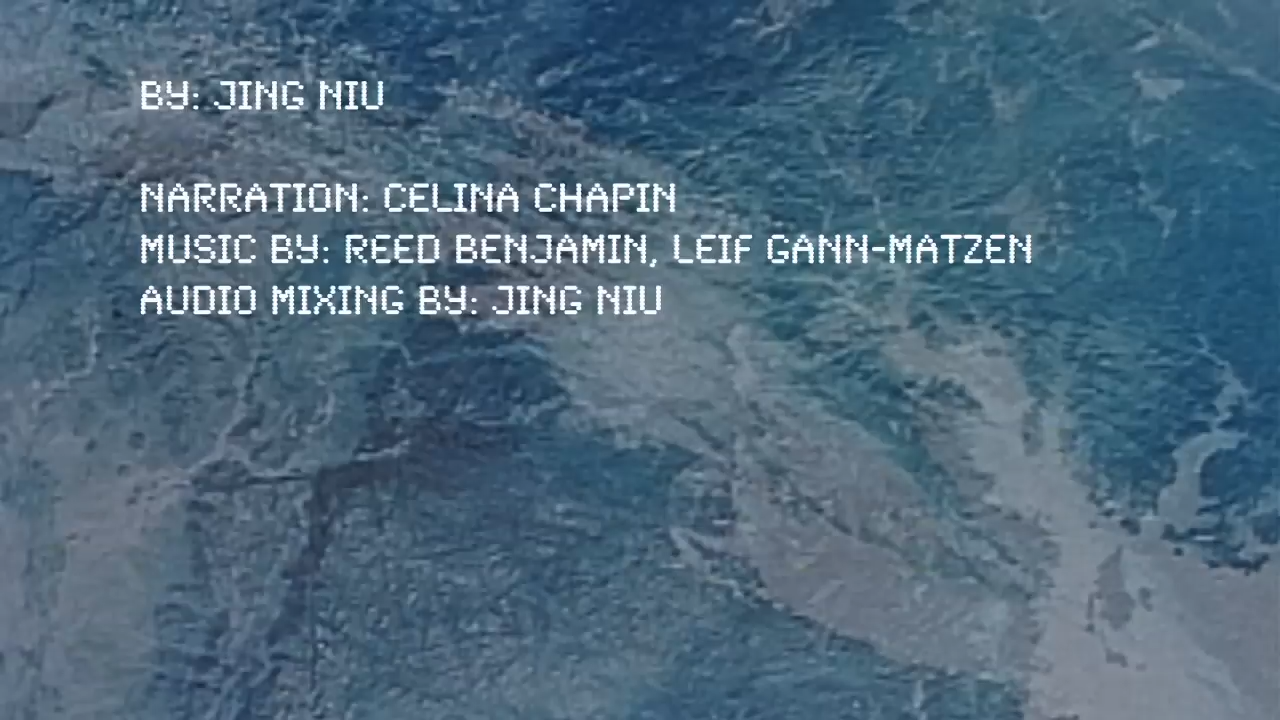 BY: JING NIU
NARRATION: CELINA CHAPIN
MUSIC BY: REED BENJAMIN, LEIF GANN-MATZEN
AUDIO MIXING BY: JING NIU